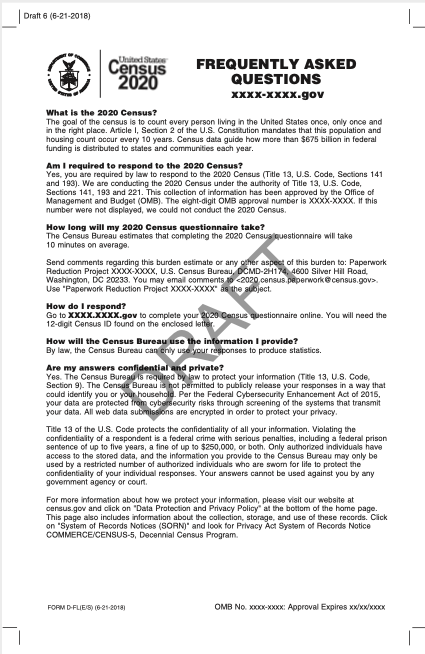 Draft 6 (6-21-2018)
United States®
Census
2020
FREQUENTLY ASKED
QUESTIONS
xxxx-xxxx.gov
What is the 2020 Census?
The goal of the census is to count every person living in the United States once, only once and
in the right place. Article I, Section 2 of the U.S. Constitution mandates that this population and
housing count occur every 10 years. Census data guide how more than $675 billion in federal
funding is distributed to states and communities each year.
Am I required to respond to the 2020 Census?
Yes, you are required by law to respond to the 2020 Census (Title 13, U.S. Code, Sections 141
and 193). We are conducting the 2020 Census under the authority of Title 13, U.S. Code,
Sections 141, 193 and 221. This collection of information has been approved by the Office of
Management and Budget (OMB). The eight-digit OMB approval number is XXXX-XXXX. If this
number were not displayed, we could not conduct the 2020 Census.
How long will my 2020 Census questionnaire take?
The Census Bureau estimates that completing the 2020 Census questionnaire will take
10 minutes on average.
Send comments regarding this burden estimate or any other aspect of this burden to: Paperwork
Reduction Project XXXX-XXXX, U.S. Census Bureau, DCMD-2H174, 4600 Silver Hill Road,
Washington, DC 20233. You may email comments to <2020.census.paperwork@census.gov>.
Use "Paperwork Reduction Project XXXX-XXXX" as the subject.
How do I respond?
Go to XXXX.XXXX.gov to complete your 2020 Census questionnaire online. You will need the
12-digit Census ID found on the enclosed letter.
How will the Census Bureau use the information I provide?
By law, the Census Bureau can only use your responses to produce statistics.
Are my answers confidential and private?
Yes. The Census Bureau is required by law to protect your information (Title 13, U.S. Code,
Section 9). The Census Bureau is not permitted to publicly release your responses in a way that
could identify you or your household. Per the Federal Cybersecurity Enhancement Act of 2015,
your data are protected from cybersecurity risks through screening of the systems that transmit
your data. All web data submissions are encrypted in order to protect your privacy.
Title 13 of the U.S. Code protects the confidentiality of all your information. Violating the
confidentiality of a respondent is a federal crime with serious penalties, including a federal prison
sentence of up to five years, a fine of up to $250,000, or both. Only authorized individuals have
access to the stored data, and the information you provide to the Census Bureau may only be
used by a restricted number of authorized individuals who are sworn for life to protect the
confidentiality of your individual responses. Your answers cannot be used against you by any
government agency or court.
For more information about how we protect your information, please visit our website at
census.gov and click on "Data Protection and Privacy Policy" at the bottom of the home page.
This page also includes information about the collection, storage, and use of these records. Click
on "System of Records Notices (SORN)" and look for Privacy Act System of Records Notice
COMMERCE/CENSUS-5, Decennial Census Program.
DRAFT
FORM D-FL(E/S) (6-21-2018)
OMB No. xxxx-xxxx: Approval Expires xx/xx/xxxx